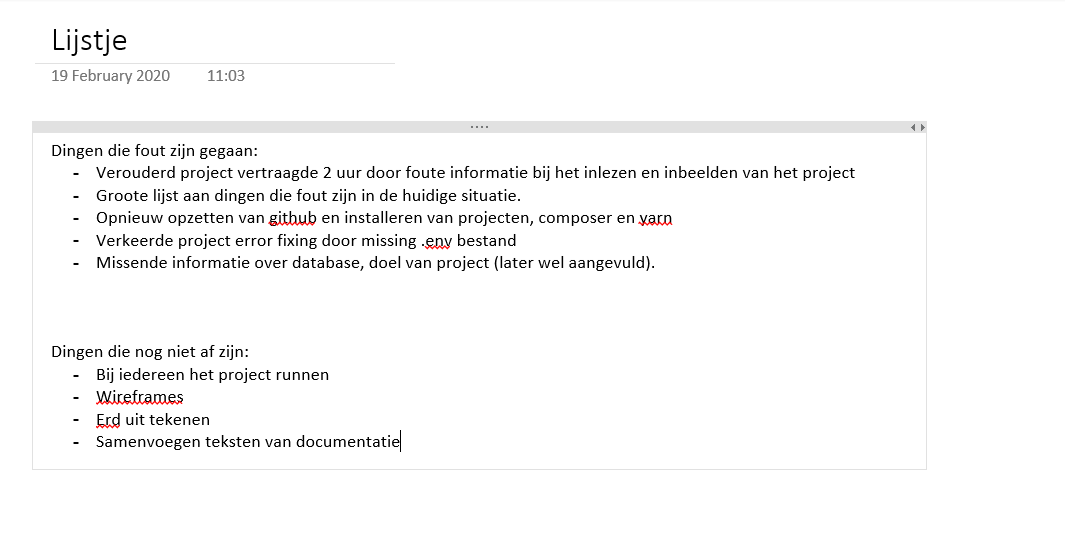 Lijstje
19 February 2020 11:03
Dingen die fout zijn gegaan:
- Verouderd project vertraagde 2 uur door foute informatie bij het inlezen en inbeelden van het project
- Groote lijst aan dingen die fout zijn in de huidige situatie.
- Opnieuw opzetten van github en installeren van projecten, composer en yarn
- Verkeerde project error fixing door missing .env bestand
- Missende informatie over database, doel van project (later wel aangevuld).
Dingen die nog niet af zijn:
- Bij iedereen het project runnen
- Wireframes
- Erd uit tekenen
- Samenvoegen teksten van documentatie